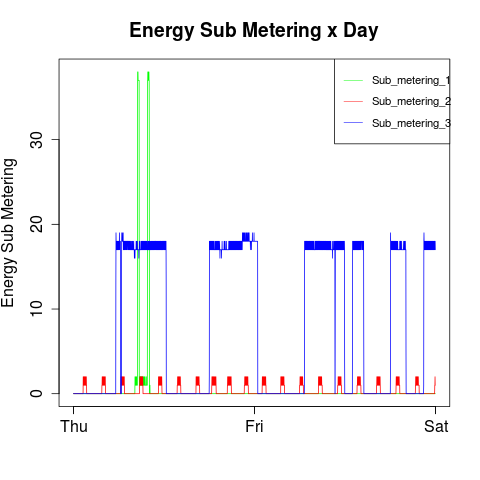 Energy Sub Metering x Day
Sub_metering_1
Sub_metering_2
Sub_metering_3
Energy Sub Metering
30
20
10
0
Thu Fri Sat